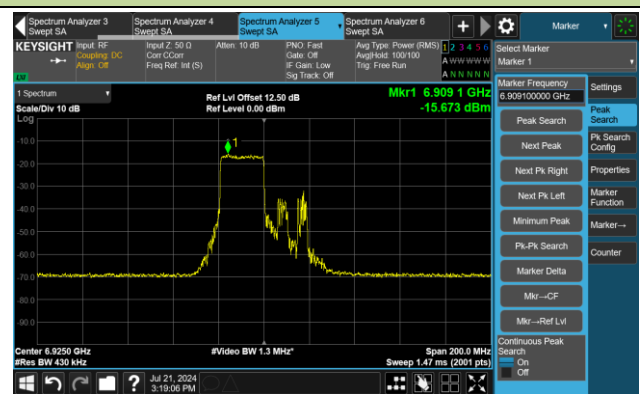 Spectrum Analyzer 3
Swept SA
Spectrum Analyzer 4
Swept SA
Spectrum Analyzer 5
Swept SA
Spectrum Analyzer 6
Swept SA
Marker
KEYSIGHT
Input: RF
Coupling: DC
Align: Off
Input Z: 50 Ω
Corr CCorr
Freq Ref: Int (S)
Atten: 10 dB
PNO: Fast
Gate: Off
IF Gain: Low
Sig Track: Off
Avg Type: Power (RMS)
Avg|Hold: 100/100
Trig: Free Run
1 2 3 4 5 6
A W W W W W
A N N N N N
LXI
1 Spectrum
Scale/Div 10 dB
Log
Ref Lvl Offset 12.50 dB
Ref Level 0.00 dBm
Mkr1 6.909 1 GHz
-15.673 dBm
1
-10.0
-20.0
-30.0
-40.0
-50.0
-60.0
-70.0
-80.0
-90.0
Center 6.9250 GHz
#Res BW 430 kHz
#Video BW 1.3 MHz*
Span 200.0 MHz
Sweep 1.47 ms (2001 pts)
Select Marker
Marker 1
Marker Frequency
6.909100000 GHz
Peak Search
Next Peak
Next Pk Right
Next Pk Left
Minimum Peak
Pk-Pk Search
Marker Delta
Mkr→CF
Mkr→Ref Lvl
Continuous Peak
Search
On
Off
Settings
Peak
Search
Pk Search
Config
Properties
Marker
Function
Marker→
Counter
Jul 21, 2024
3:19:06 PM